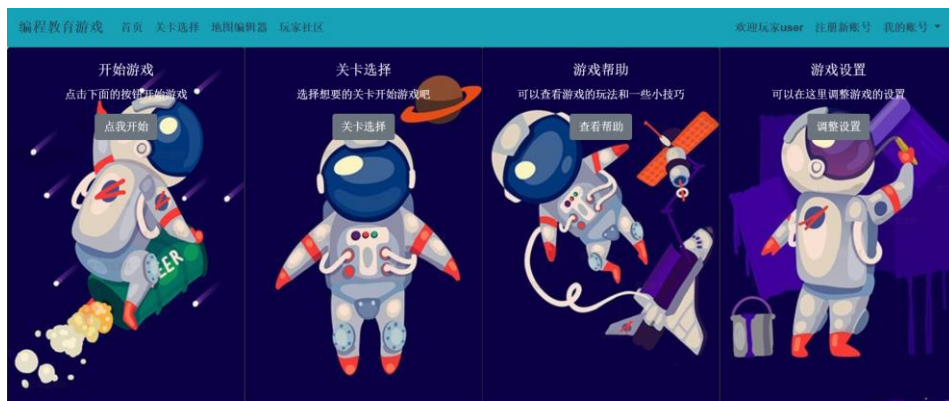 编程教育游戏 首页 关卡选择 地图编辑器 玩家社区 欢迎玩家user 注册新账号 我的账号
开始游戏
点击下面的按钮开始游戏
点我开始
关卡选择
选择想要的关卡开始游戏吧
关卡选择
游戏帮助
可以查看游戏的玩法和一些小技巧
查看帮助
游戏设置
可以在这里调整游戏的设置
调整设置
EER